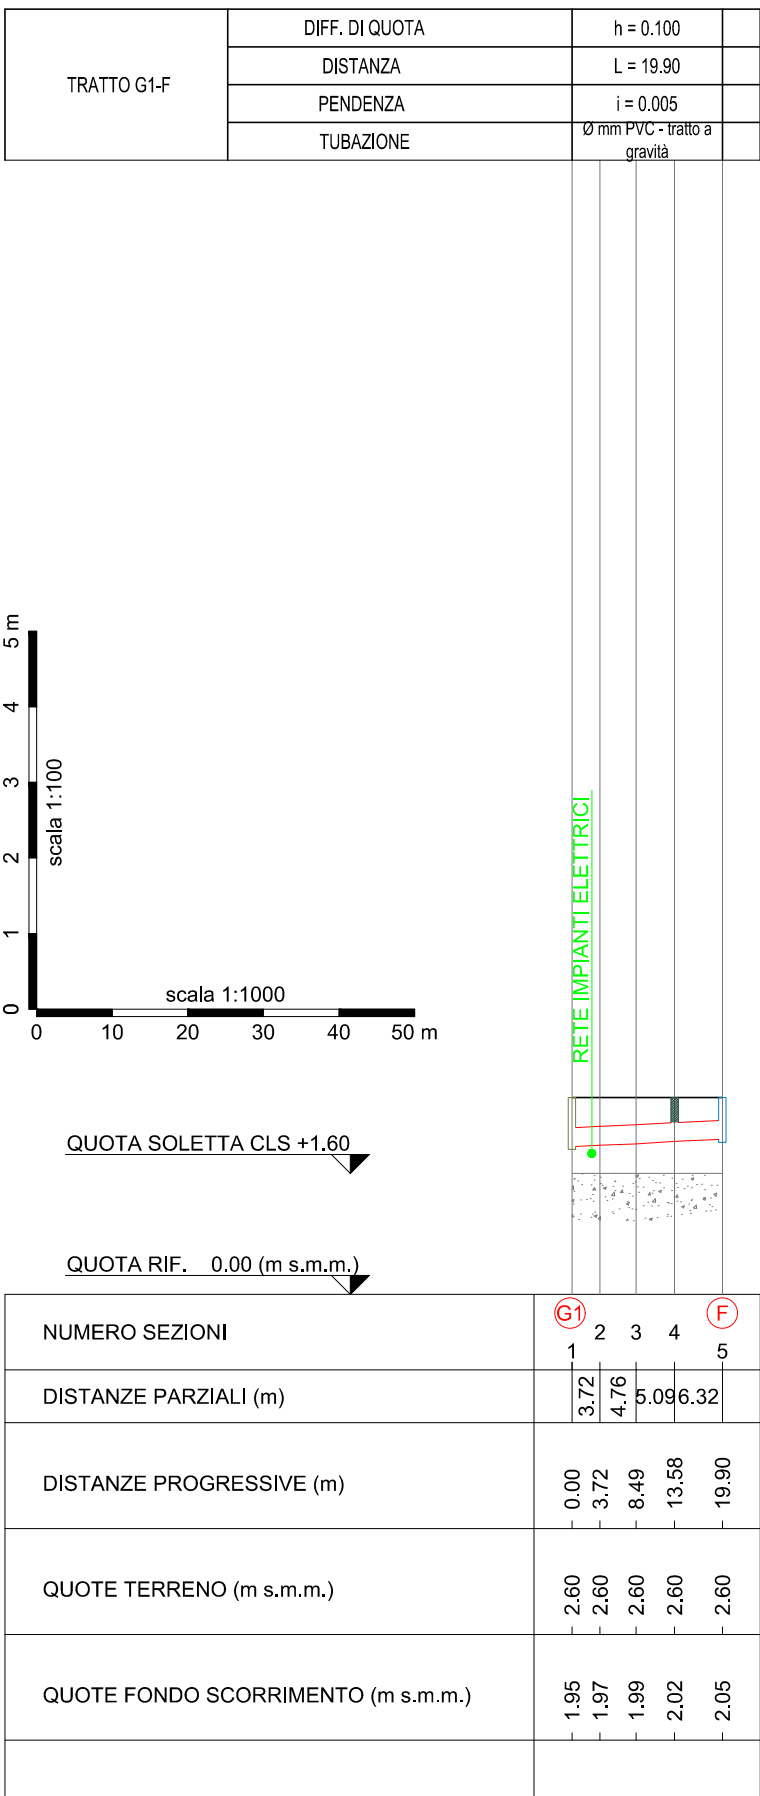 TRATTO G1-F
DIFF. DI QUOTA
h = 0.100
DISTANZA
L = 19.90
PENDENZA
i = 0.005
TUBAZIONE
Ø mm PVC - tratto a
gravità
5 m
4
3
2
1
0
scala 1:100
scala 1:1000
0 10 20 30 40 50 m
RETE IMPIANTI ELETTRICI
QUOTA SOLETTA CLS +1.60
QUOTA RIF. 0.00 (m s.m.m.)
NUMERO SEZIONI
G1 F
1 2 3 4 5
DISTANZE PARZIALI (m)
3.72 4.76 5.09 6.32
DISTANZE PROGRESSIVE (m)
0.00 3.72 8.49 13.58 19.90
QUOTE TERRENO (m s.m.m.)
2.60 2.60 2.60 2.60 2.60
QUOTE FONDO SCORRIMENTO (m s.m.m.)
1.95 1.97 1.99 2.02 2.05